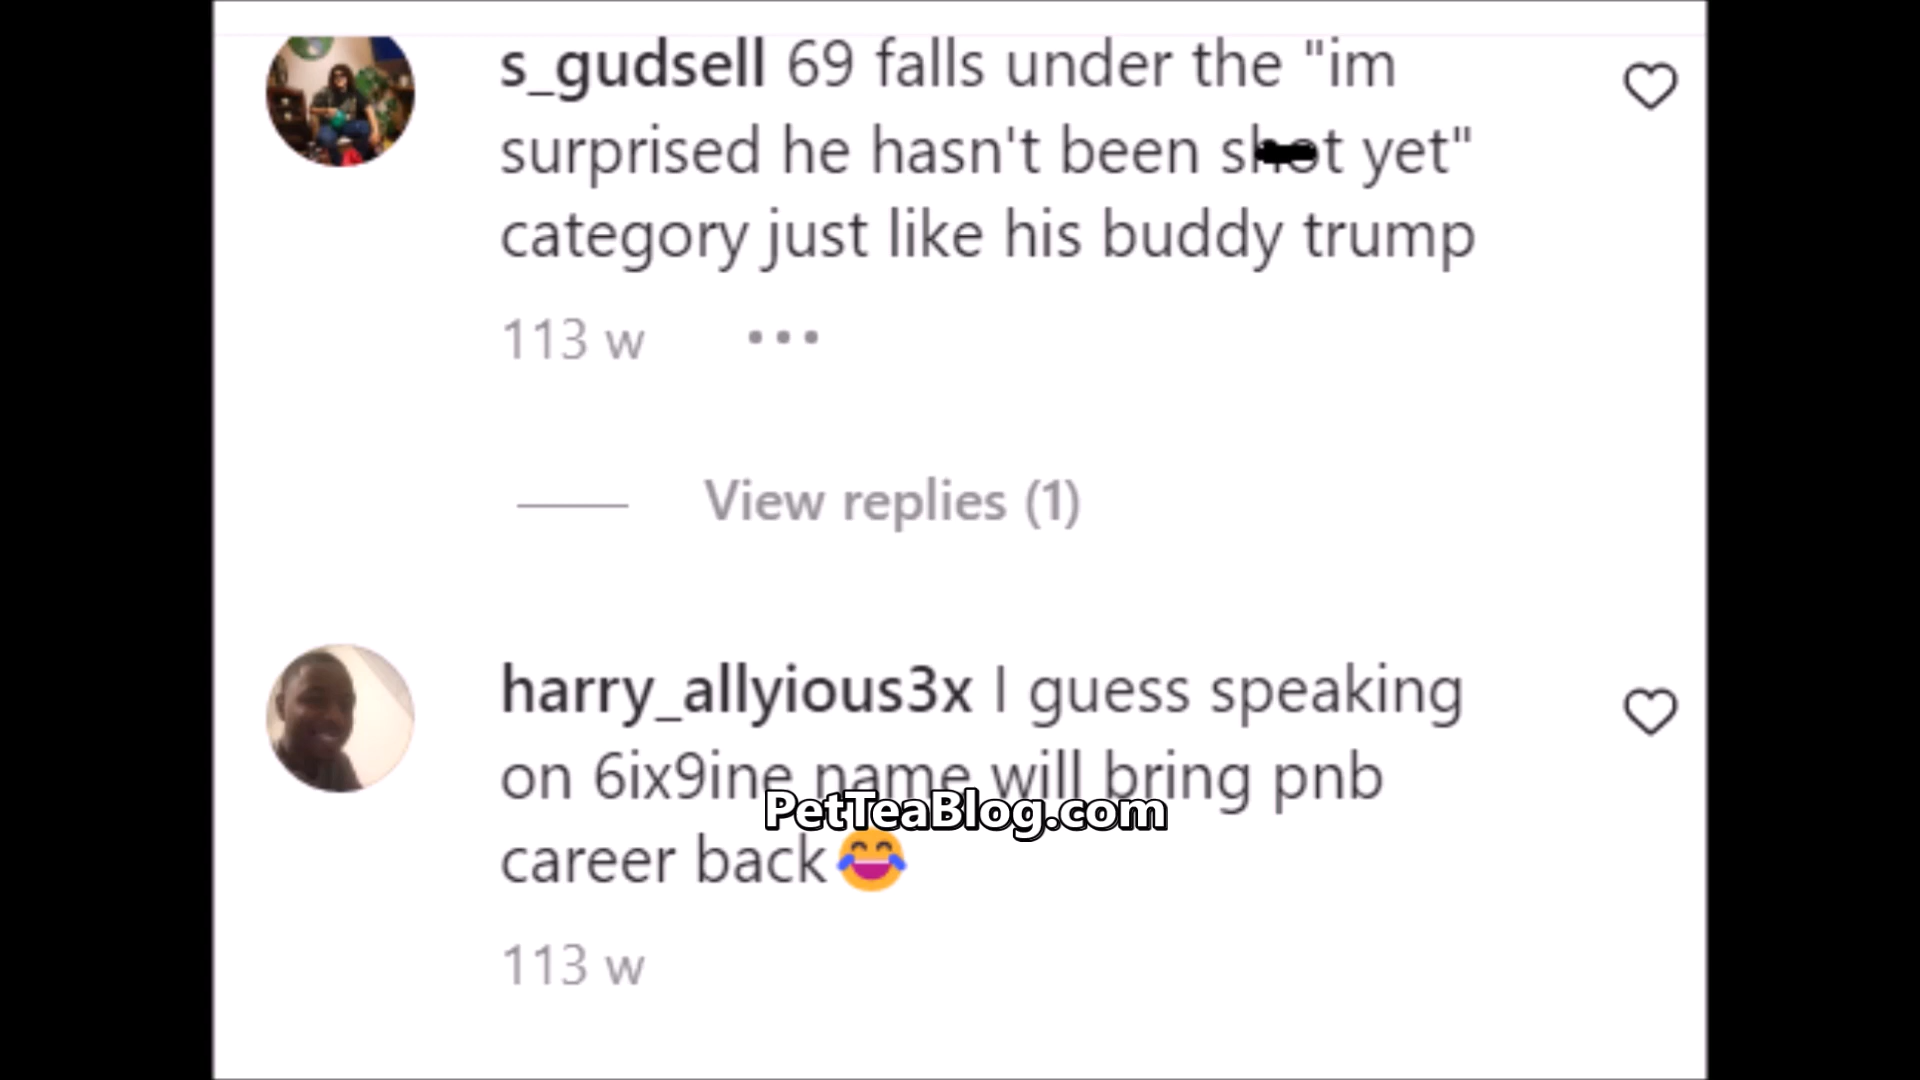 s_gudsell 69 falls under the "im
surprised he hasn't been shot yet"
category just like his buddy trump
113 w •••
View replies (1)
harry_allyious3x I guess speaking
on 6ix9ine name will bring pnb
PetTeaBlog.com
career back😂
113 w